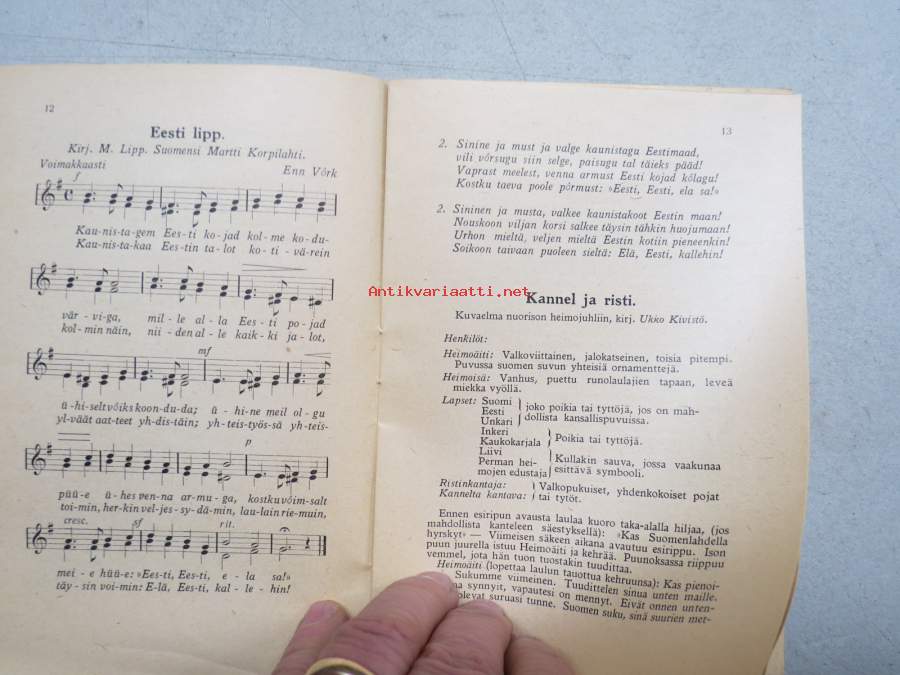 12
Eesti lipp.
Kirj. M. Lipp. Suomensi Martti Korpilahti.
Voimakkaasti
Enn Võrk
f
Kau-nis-ta-gem Ees-ti ko-jad kol-me ko-du-
Kau-nis-ta-kaa Ees-tin ta-lot ko-ti-vä-rein
vär-vi-ga, mil-le al-la Ees-ti po-jad
kol-min näin, nii-den al-le kaik-ki ja-lot,
mf
ü-hi-selt võiks koon-du-da; ü-hi-ne meil ol-gu
yl-väät aat-teet yh-dis-täin; yh-teis-työs-sä yh-teis-
p
püü-e ü-hes ven-na ar-mu-ga, kostku võim-salt
toi-min, her-kin vel-jes-sy-dä-min, lau-lain rie-muin,
cresc. sf rit.
mei-e hüü-e: »Ees-ti, Ees-ti, e-la sa!»
täy-sin voi-min: E-lä, Ees-ti, kal-le-hin!
13
2. Sinine ja must ja valge kaunistagu Eestimaad,
vili võrsugu siin selge, paisugu tal täieks pääd!
Vaprast meelest, venna armust Eesti kojad kõlagu!
Kostku taeva poole põrmust: »Eesti, Eesti, ela sa!»
2. Sininen ja musta, valkee kaunistakoot Eestin maan!
Nouskoon viljan korsi salkee täysin tähkin huojumaan!
Urhon mieltä, veljen mieltä Eestin kotiin pieneenkin!
Soikoon taivaan puoleen sieltä: Elä, Eesti, kallehin!
Antikvariaatti.net
Kannel ja risti.
Kuvaelma nuorison heimojuhliin, kirj. Ukko Kivistö.
Henkilöt:
Heimoäiti: Valkoviittainen, jalokatseinen, toisia pitempi.
Puvussa suomen suvun yhteisiä ornamenttejä.
Heimoisä: Vanhus, puettu runolaulajien tapaan, leveä
miekka vyöllä.
Lapset: Suomi
Eesti
Unkari
joko poikia tai tyttöjä, jos on mah-
dollista kansallispuvuissa.
Inkeri
Kaukokarjala
Poikia tai tyttöjä.
Liivi
Perman hei-
mojen edustaja
Kullakin sauva, jossa vaakunaa
esittävä symbooli.
Ristinkantaja:
Kannelta kantava:
Valkopukuiset, yhdenkokoiset pojat
tai tytöt.
Ennen esiripun avausta laulaa kuoro taka-alalla hiljaa, (jos
mahdollista kanteleen säestyksellä): »Kas Suomenlahdella
hyrskyt» — Viimeisen säkeen aikana avautuu esirippu. Ison
puun juurella istuu Heimoäiti ja kehrää. Puunoksassa riippuu
vemmel, jota hän tuon tuostakin tuudittaa.
Heimoäiti (lopettaa laulun tauottua kehruunsa): Kas pienoi-
Sukumme viimeinen. Tuudittelen sinua unten maille.
synnyit, vapautesi on mennyt. Eivät onnen unten-
olevat suruasi tunne. Suomen suku, sinä suurien met-